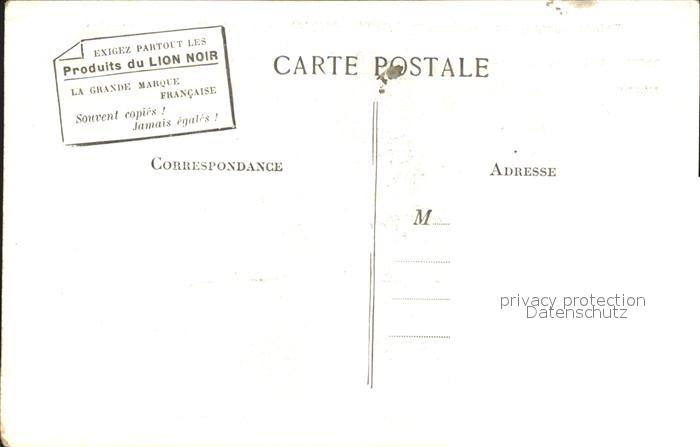 EXIGEZ PARTOUT LES
Produits du LION NOIR
LA GRANDE MARQUE
FRANÇAISE
Souvent copiés !
Jamais égalés !
CARTE POSTALE
CORRESPONDANCE
ADRESSE
M
privacy protection
Datenschutz